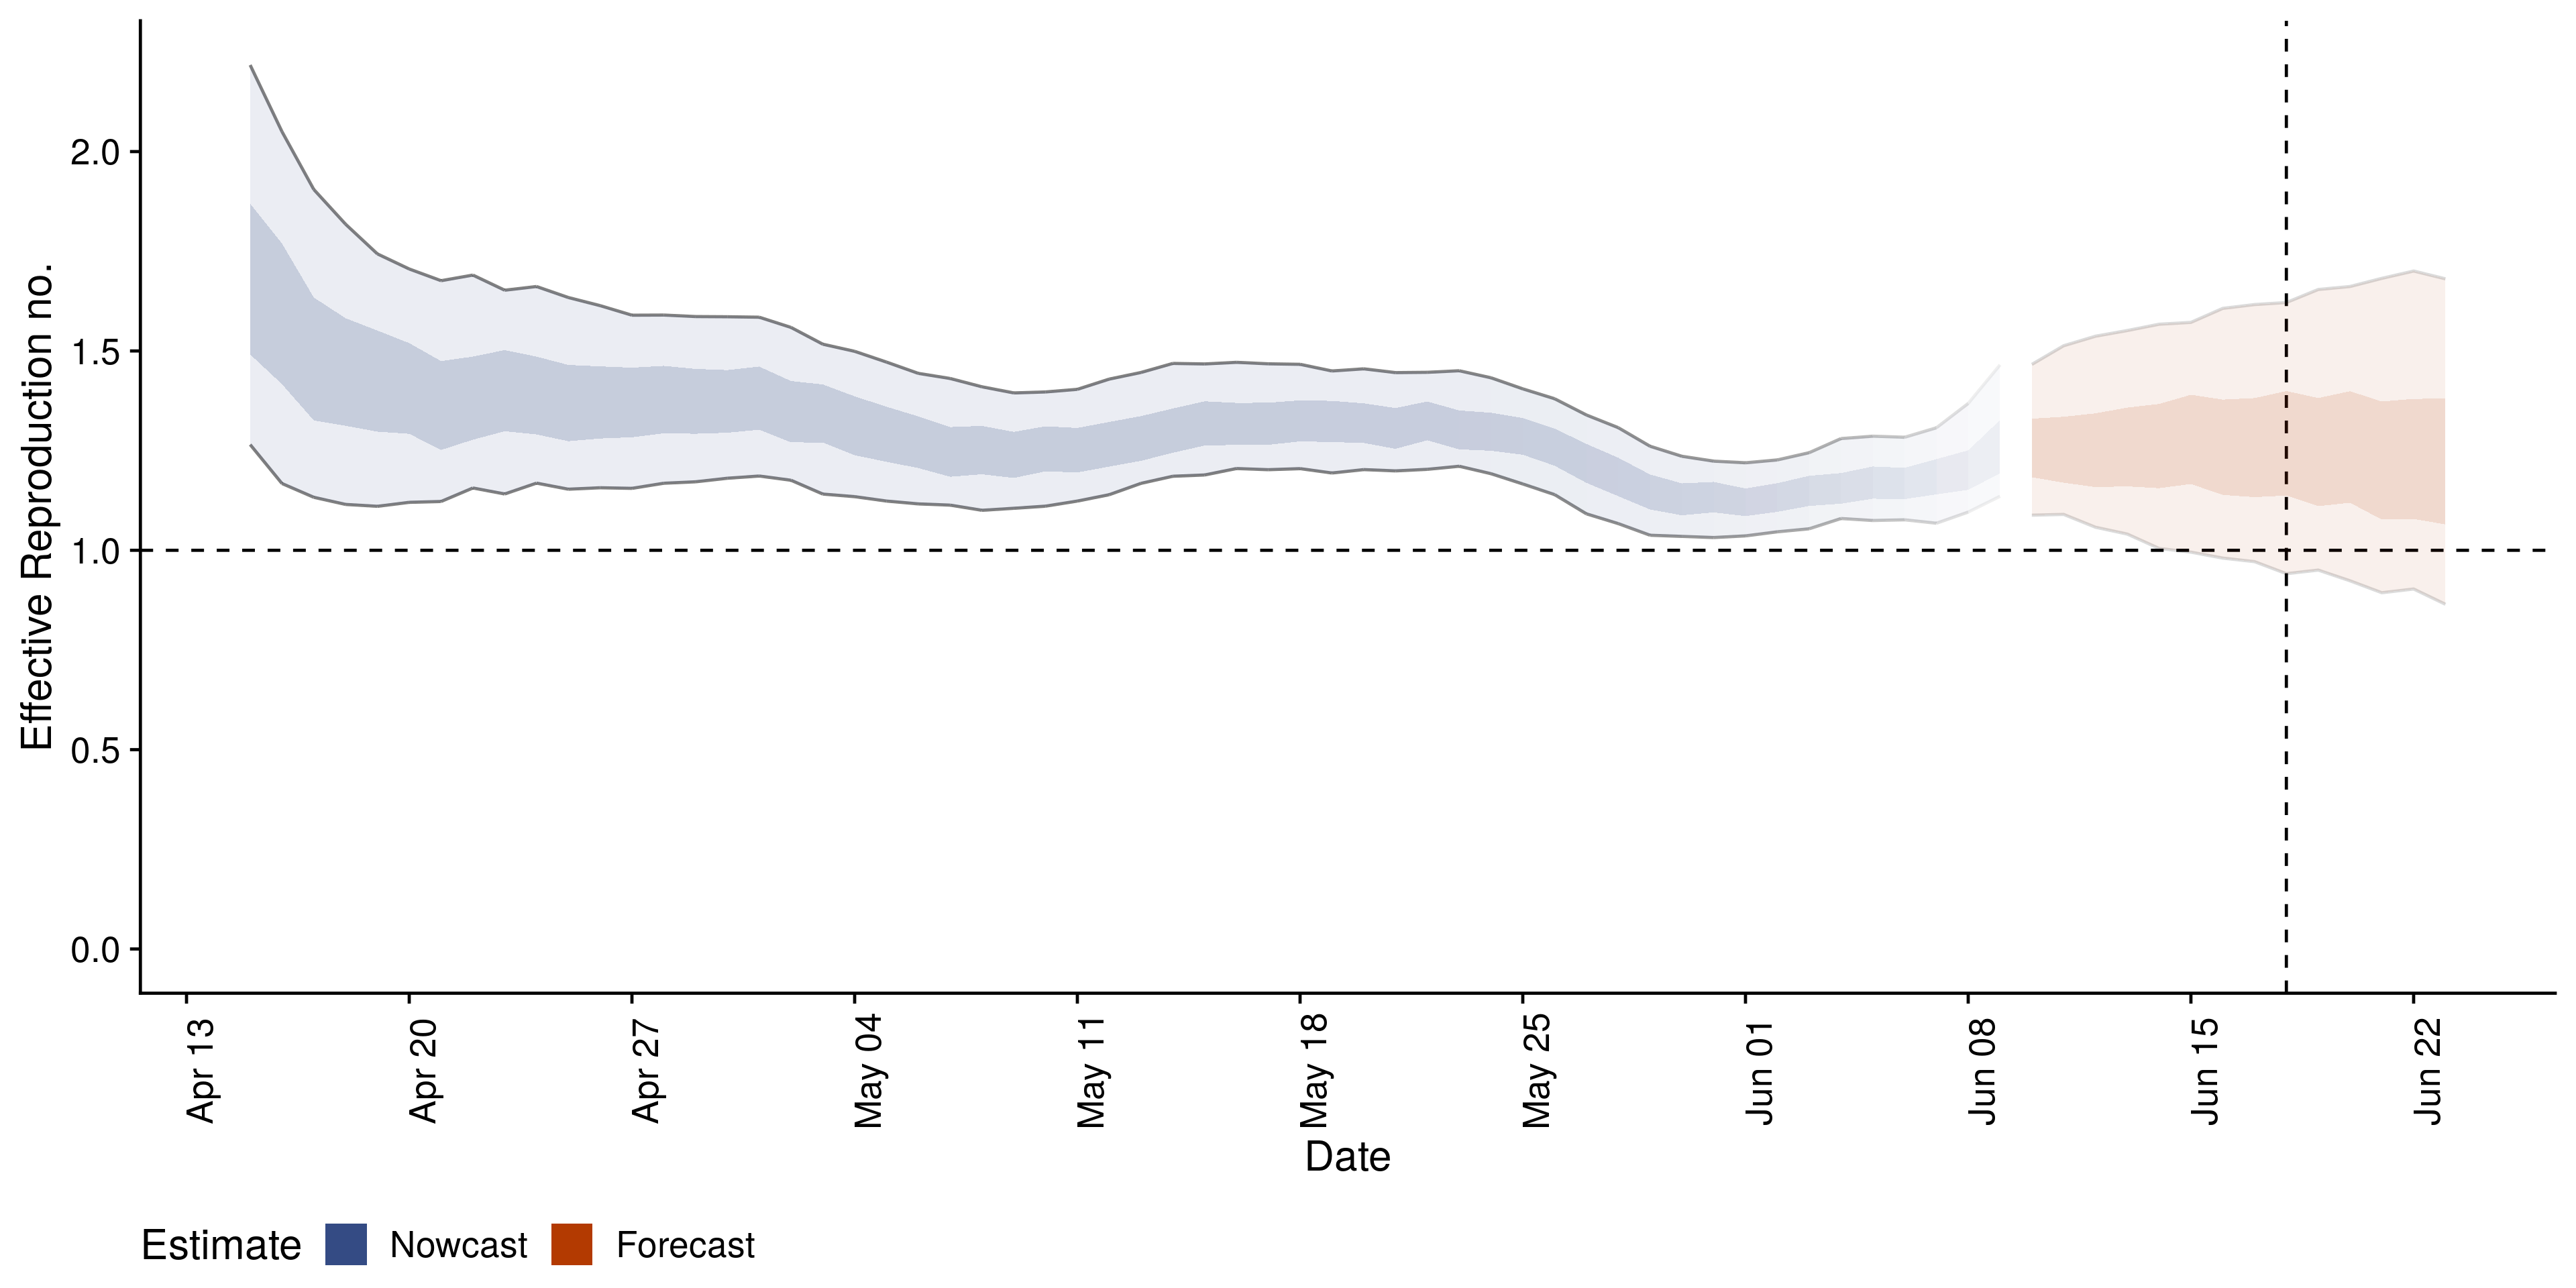 Effective Reproduction no.
2.0
1.5
1.0
0.5
0.0
Apr 13
Apr 20
Apr 27
May 04
May 11
May 18
May 25
Jun 01
Jun 08
Jun 15
Jun 22
Date
Estimate Nowcast Forecast